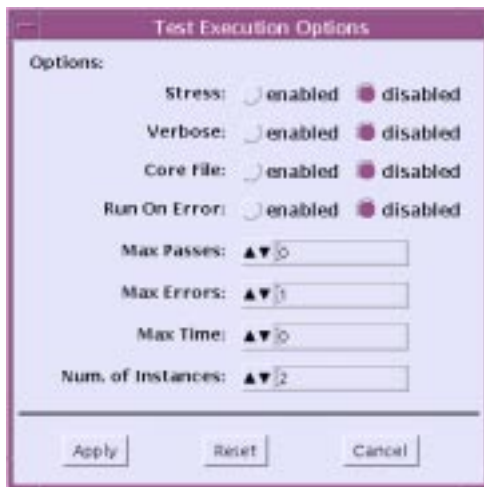 Test Execution Options
Options:
Stress: enabled disabled
Verbose: enabled disabled
Core File: enabled disabled
Run On Error: enabled disabled
Max Passes: 0
Max Errors: 1
Max Time: 0
Num. of Instances: 2
Apply Reset Cancel